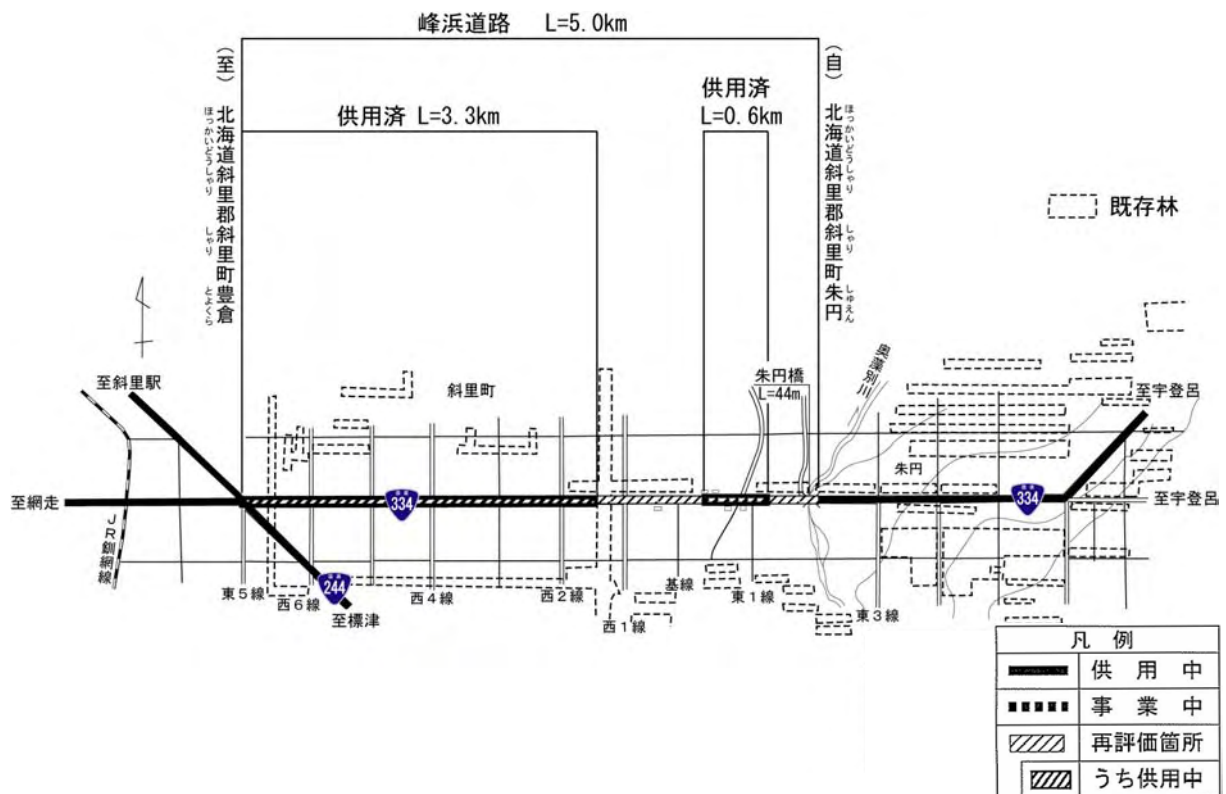 峰浜道路 L=5.0km
(至) 北海道斜里郡斜里町豊倉
ほっかいどうしゃり しゃり とよくら
供用済 L=3.3km
供用済
L=0.6km
(自) 北海道斜里郡斜里町朱円
ほっかいどうしゃり しゃり しゅえん
既存林
至斜里駅
斜里町
朱円橋
L=44m
奥蘂別川
至宇登呂
朱円
至網走
334
334
至宇登呂
JR釧網線
244
東5線
西6線
西4線
西2線
基線
東1線
東3線
至標津
西1線
凡 例
供 用 中
事 業 中
再評価箇所
うち供用中